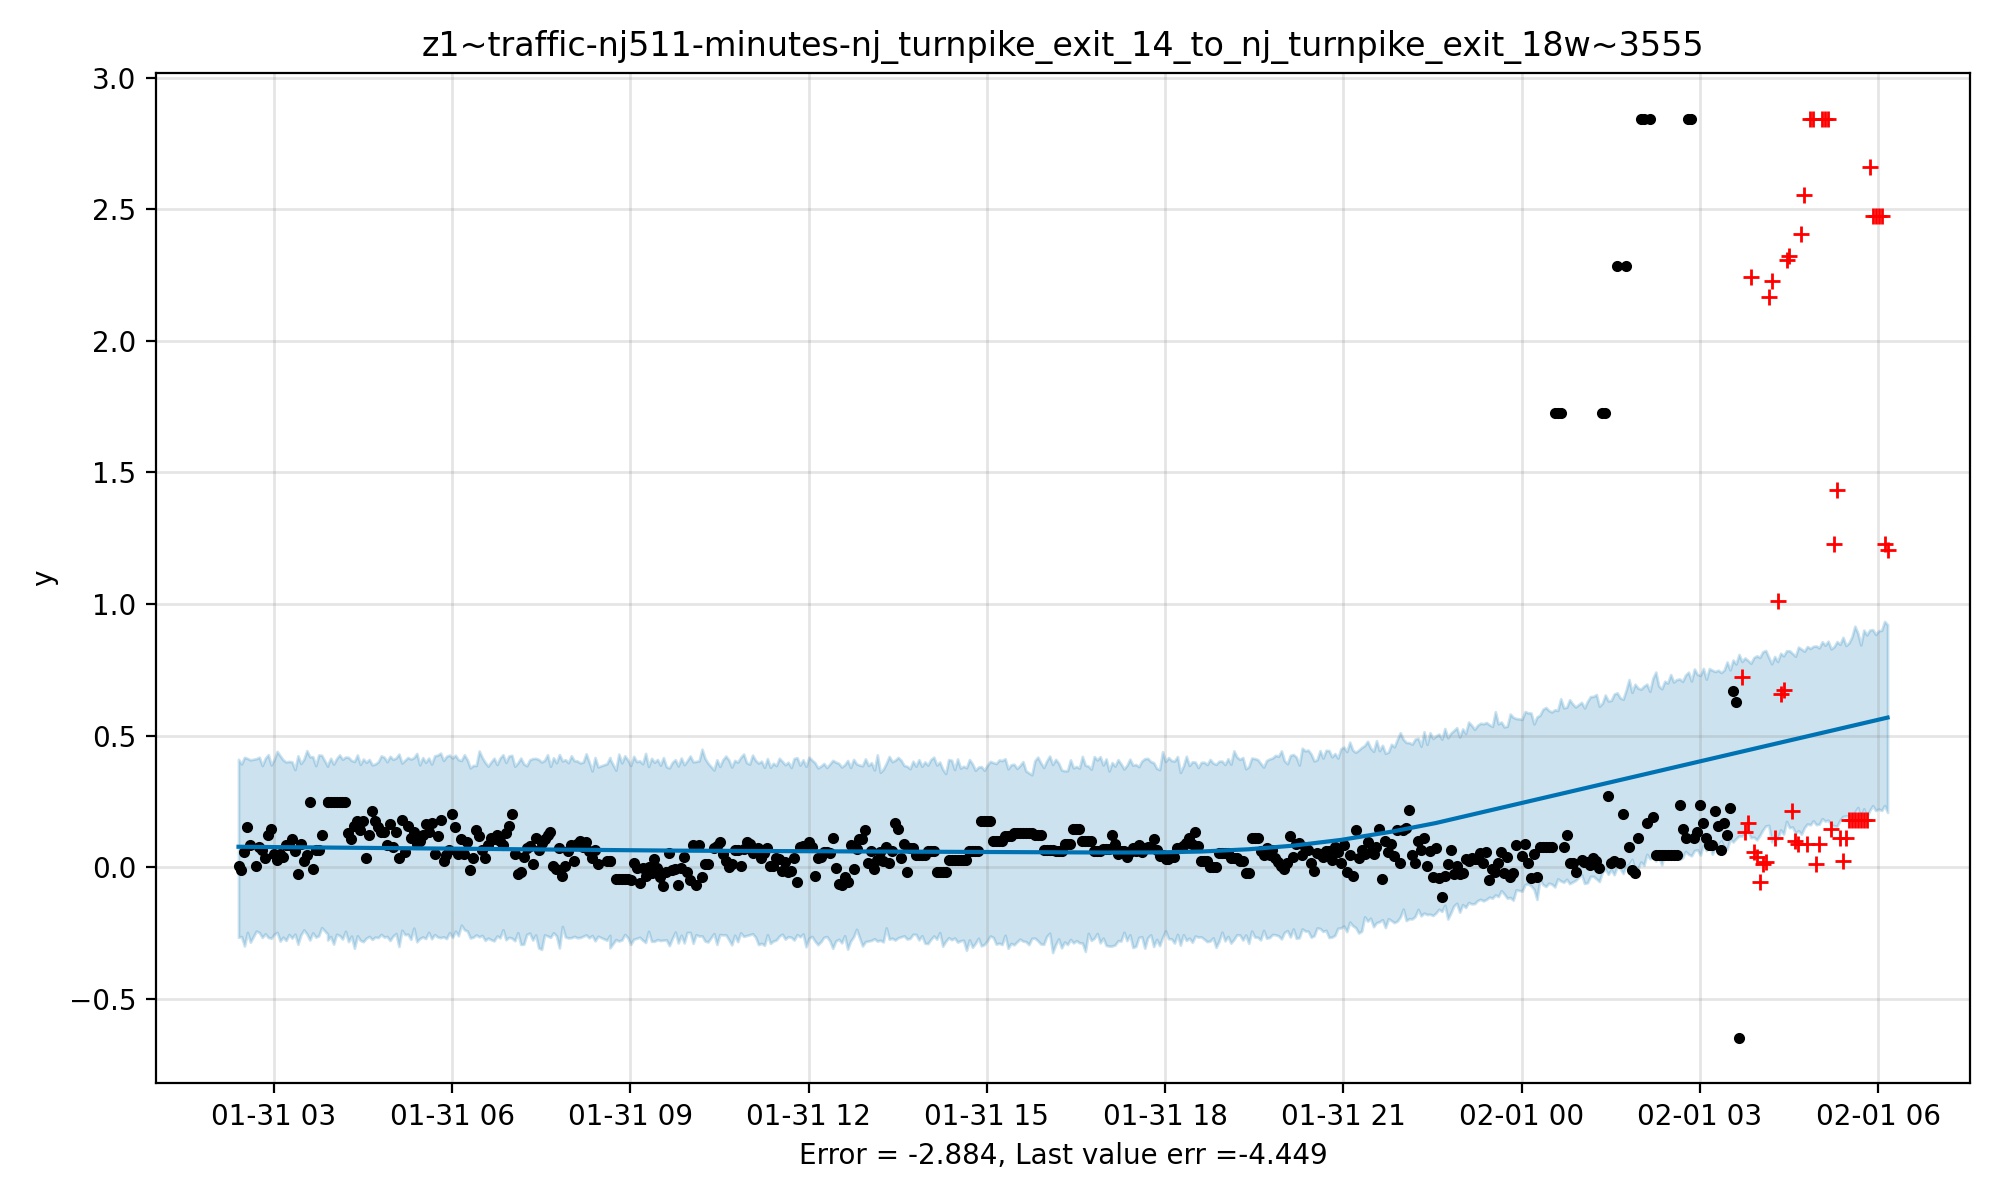 z1~traffic-nj511-minutes-nj_turnpike_exit_14_to_nj_turnpike_exit_18w~3555
3.0
2.5
2.0
1.5
1.0
0.5
0.0
−0.5
y
01-31 03 01-31 06 01-31 09 01-31 12 01-31 15 01-31 18 01-31 21 02-01 00 02-01 03 02-01 06
Error = -2.884, Last value err =-4.449